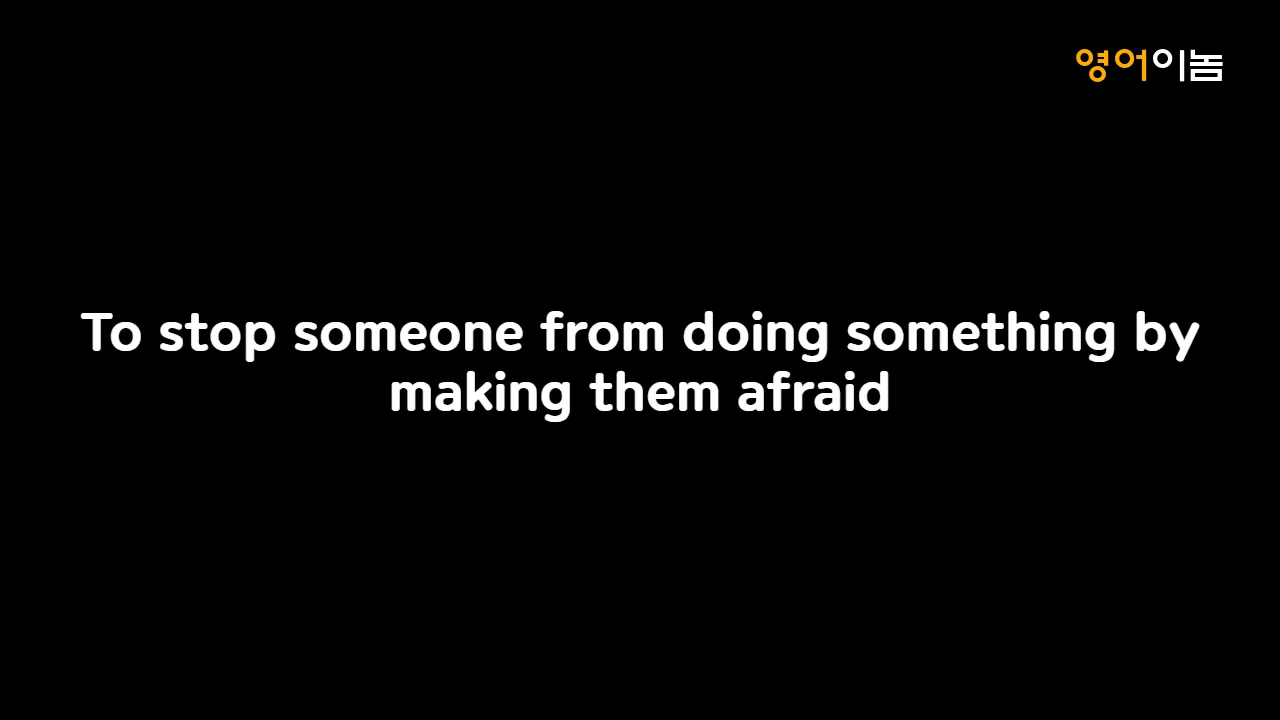 영어이놈
To stop someone from doing something by
making them afraid